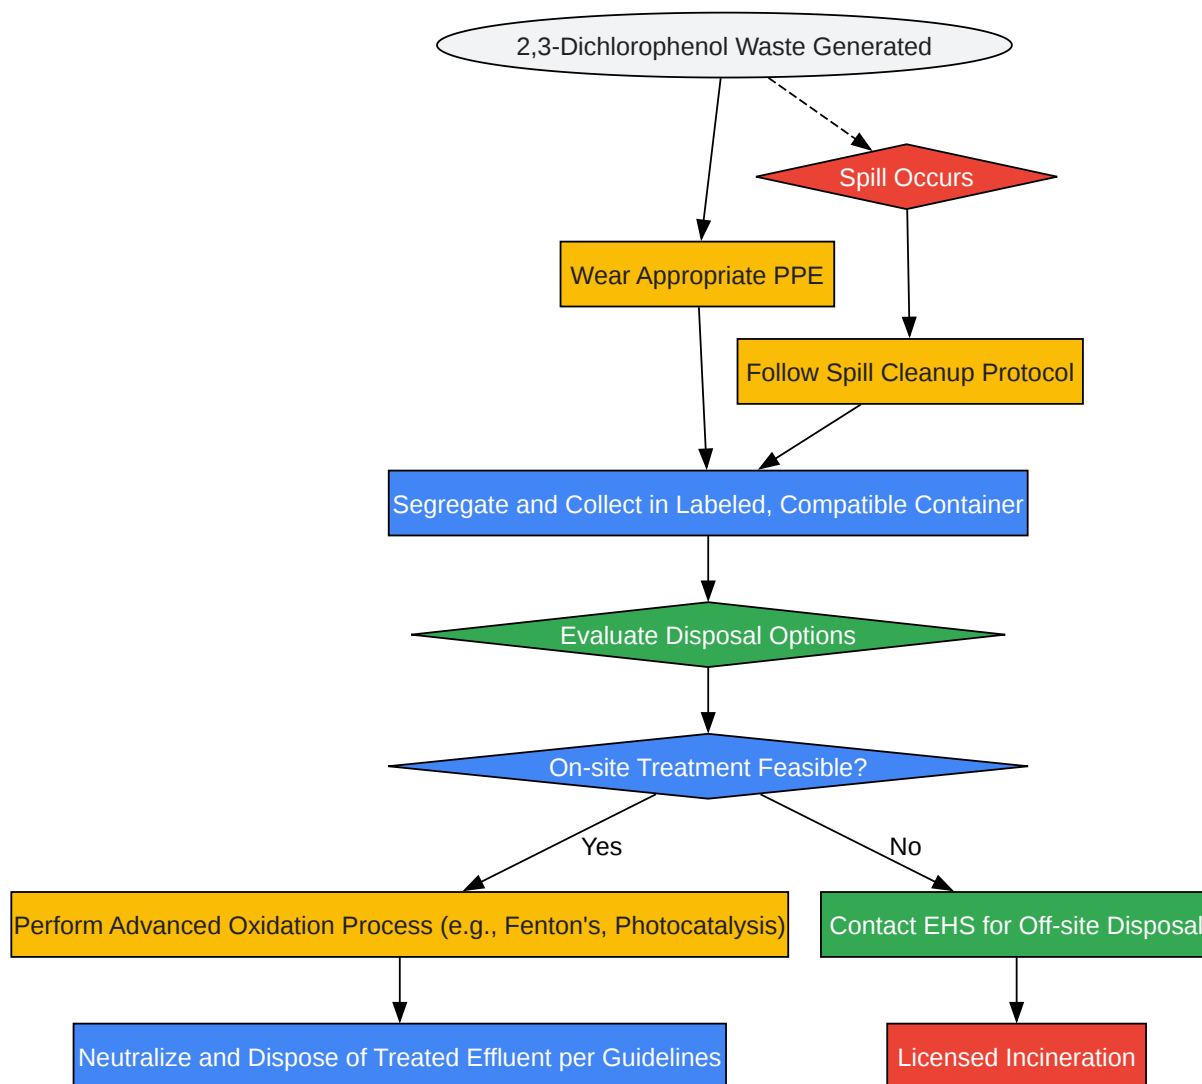 2,3-Dichlorophenol Waste Generated
Spill Occurs
Wear Appropriate PPE
Follow Spill Cleanup Protocol
Segregate and Collect in Labeled, Compatible Container
Evaluate Disposal Options
On-site Treatment Feasible?
Yes
No
Perform Advanced Oxidation Process (e.g., Fenton's, Photocatalysis)
Contact EHS for Off-site Disposal
Neutralize and Dispose of Treated Effluent per Guidelines
Licensed Incineration